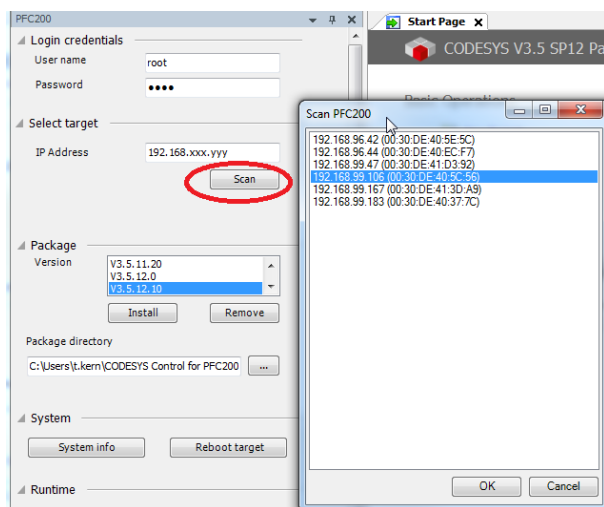 PFC200
Login credentials
User name root
Password ••••
Select target
IP Address 192.168.xxx.yyy
Scan
Package
Version V3.5.11.20
V3.5.12.0
V3.5.12.10
Install Remove
Package directory
C:\Users\t.kern\CODESYS Control for PFC200 ...
System
System info Reboot target
Runtime
Start Page
CODESYS V3.5 SP12 Pa
Basic Operations
Scan PFC200
192.168.96.42 (00:30:DE:40:5E:5C)
192.168.96.44 (00:30:DE:40:EC:F7)
192.168.99.47 (00:30:DE:41:D3:92)
192.168.99.106 (00:30:DE:40:5C:56)
192.168.99.167 (00:30:DE:41:3D:A9)
192.168.99.183 (00:30:DE:40:37:7C)
OK Cancel